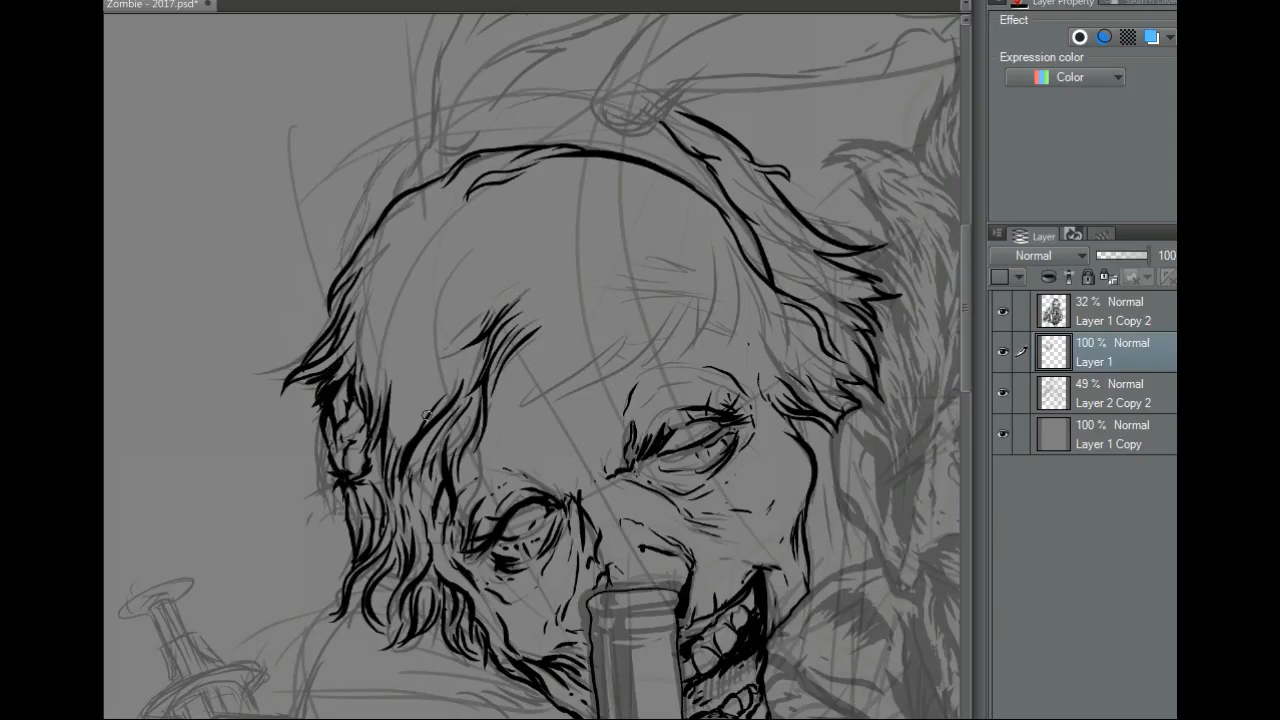 Zombie - 2017.psd*
Layer Property
Effect
Expression color
Color
Layer
Normal
100
32 % Normal
Layer 1 Copy 2
100 % Normal
Layer 1
49 % Normal
Layer 2 Copy 2
100 % Normal
Layer 1 Copy